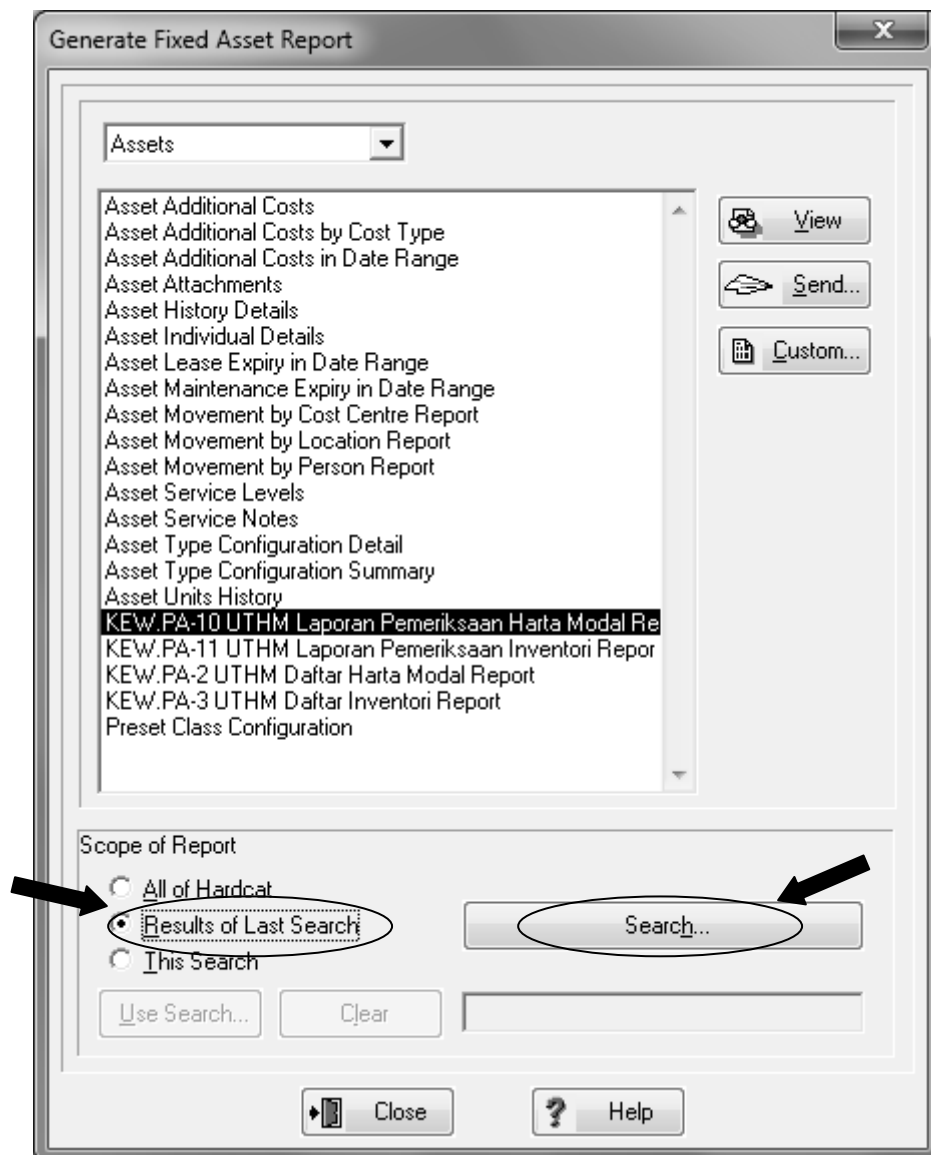 Generate Fixed Asset Report
Assets
Asset Additional Costs
Asset Additional Costs by Cost Type
Asset Additional Costs in Date Range
Asset Attachments
Asset History Details
Asset Individual Details
Asset Lease Expiry in Date Range
Asset Maintenance Expiry in Date Range
Asset Movement by Cost Centre Report
Asset Movement by Location Report
Asset Movement by Person Report
Asset Service Levels
Asset Service Notes
Asset Type Configuration Detail
Asset Type Configuration Summary
Asset Units History
KEW.PA-10 UTHM Laporan Pemeriksaan Harta Modal Re
KEW.PA-11 UTHM Laporan Pemeriksaan Inventori Repor
KEW.PA-2 UTHM Daftar Harta Modal Report
KEW.PA-3 UTHM Daftar Inventori Report
Preset Class Configuration
View
Send...
Custom...
Scope of Report
All of Hardcat
Results of Last Search
This Search
Search...
Use Search...
Clear
Close
Help